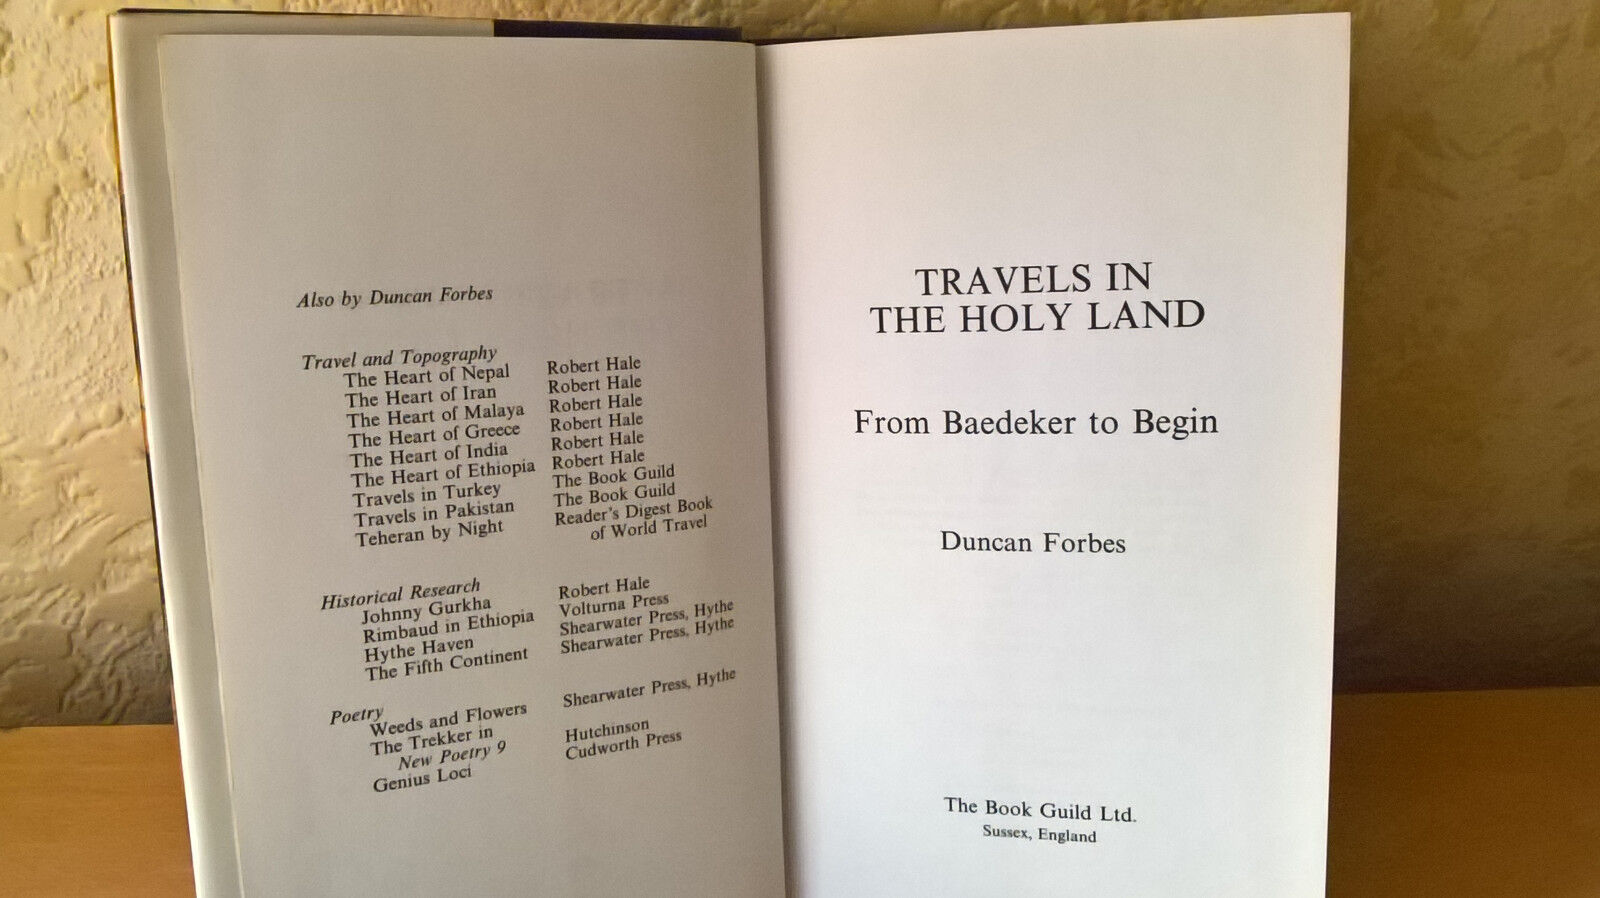 Also by Duncan Forbes
Travel and Topography
The Heart of Nepal Robert Hale
The Heart of Iran Robert Hale
The Heart of Malaya Robert Hale
The Heart of Greece Robert Hale
The Heart of India Robert Hale
The Heart of Ethiopia Robert Hale
Travels in Turkey The Book Guild
Travels in Pakistan The Book Guild
Teheran by Night Reader's Digest Book
of World Travel
Historical Research
Johnny Gurkha Robert Hale
Rimbaud in Ethiopia Volturna Press
Hythe Haven Shearwater Press, Hythe
The Fifth Continent Shearwater Press, Hythe
Poetry
Weeds and Flowers Shearwater Press, Hythe
The Trekker in
New Poetry 9 Hutchinson
Genius Loci Cudworth Press
TRAVELS IN
THE HOLY LAND
From Baedeker to Begin
Duncan Forbes
The Book Guild Ltd.
Sussex, England